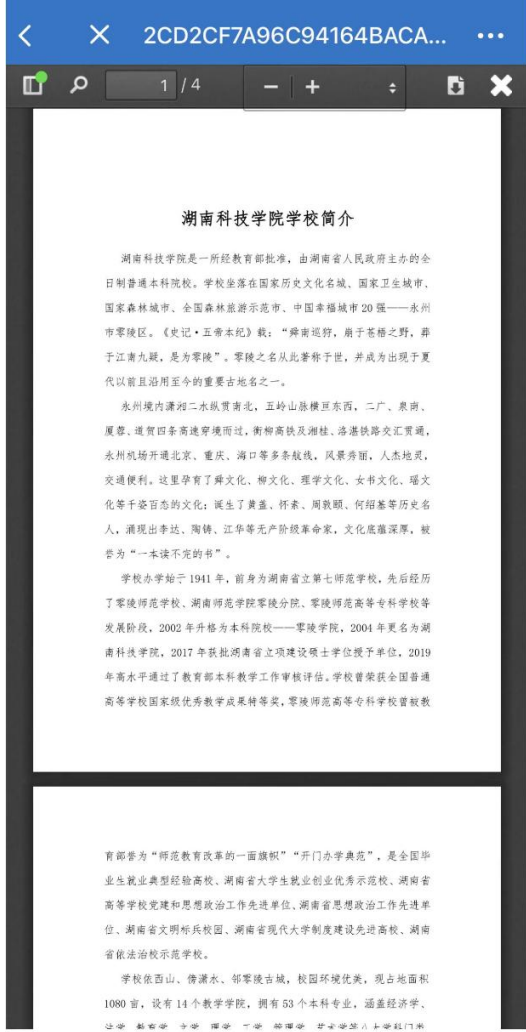 2CD2CF7A96C94164BACA...
1 / 4
湖南科技学院学校简介
湖南科技学院是一所经教育部批准，由湖南省人民政府主办的全
日制普通本科院校。学校坐落在国家历史文化名城、国家卫生城市、
国家森林城市、全国森林旅游示范市、中国幸福城市 20 强——永州
市零陵区。《史记·五帝本纪》载：“舜南巡狩，崩于苍梧之野，葬
于江南九疑，是为零陵”。零陵之名从此著称于世，并成为出现于夏
代以前且沿用至今的重要古地名之一。
永州境内潇湘二水纵贯南北，五岭山脉横亘东西，二广、泉南、
厦蓉、道贺四条高速穿境而过，衡柳高铁及湘桂、洛湛铁路交汇贯通，
永州机场开通北京、重庆、海口等多条航线，风景秀丽，人杰地灵，
交通便利。这里孕育了舜文化、柳文化、理学文化、女书文化、瑶文
化等千姿百态的文化；诞生了黄盖、怀素、周敦颐、何绍基等历史名
人，涌现出李达、陶铸、江华等无产阶级革命家，文化底蕴深厚，被
誉为“一本读不完的书”。
学校办学始于 1941 年，前身为湖南省立第七师范学校，先后经历
了零陵师范学校、湖南师范学院零陵分院、零陵师范高等专科学校等
发展阶段，2002 年升格为本科院校——零陵学院，2004 年更名为湖
南科技学院，2017 年获批湖南省立项建设硕士学位授予单位，2019
年高水平通过了教育部本科教学工作审核评估。学校曾荣获全国普通
高等学校国家级优秀教学成果特等奖，零陵师范高等专科学校曾被教
育部誉为“师范教育改革的一面旗帜”“开门办学典范”，是全国毕
业生就业典型经验高校、湖南省大学生就业创业优秀示范校、湖南省
高等学校党建和思想政治工作先进单位、湖南省思想政治工作先进单
位、湖南省文明标兵校园、湖南省现代大学制度建设先进高校、湖南
省依法治校示范学校。
学校依西山、傍潇水、邻零陵古城，校园环境优美，现占地面积
1080 亩，设有 14 个教学学院，拥有 53 个本科专业，涵盖经济学、
法学、教育学、文学、理学、工学、管理学、艺术学等八大学科门类，